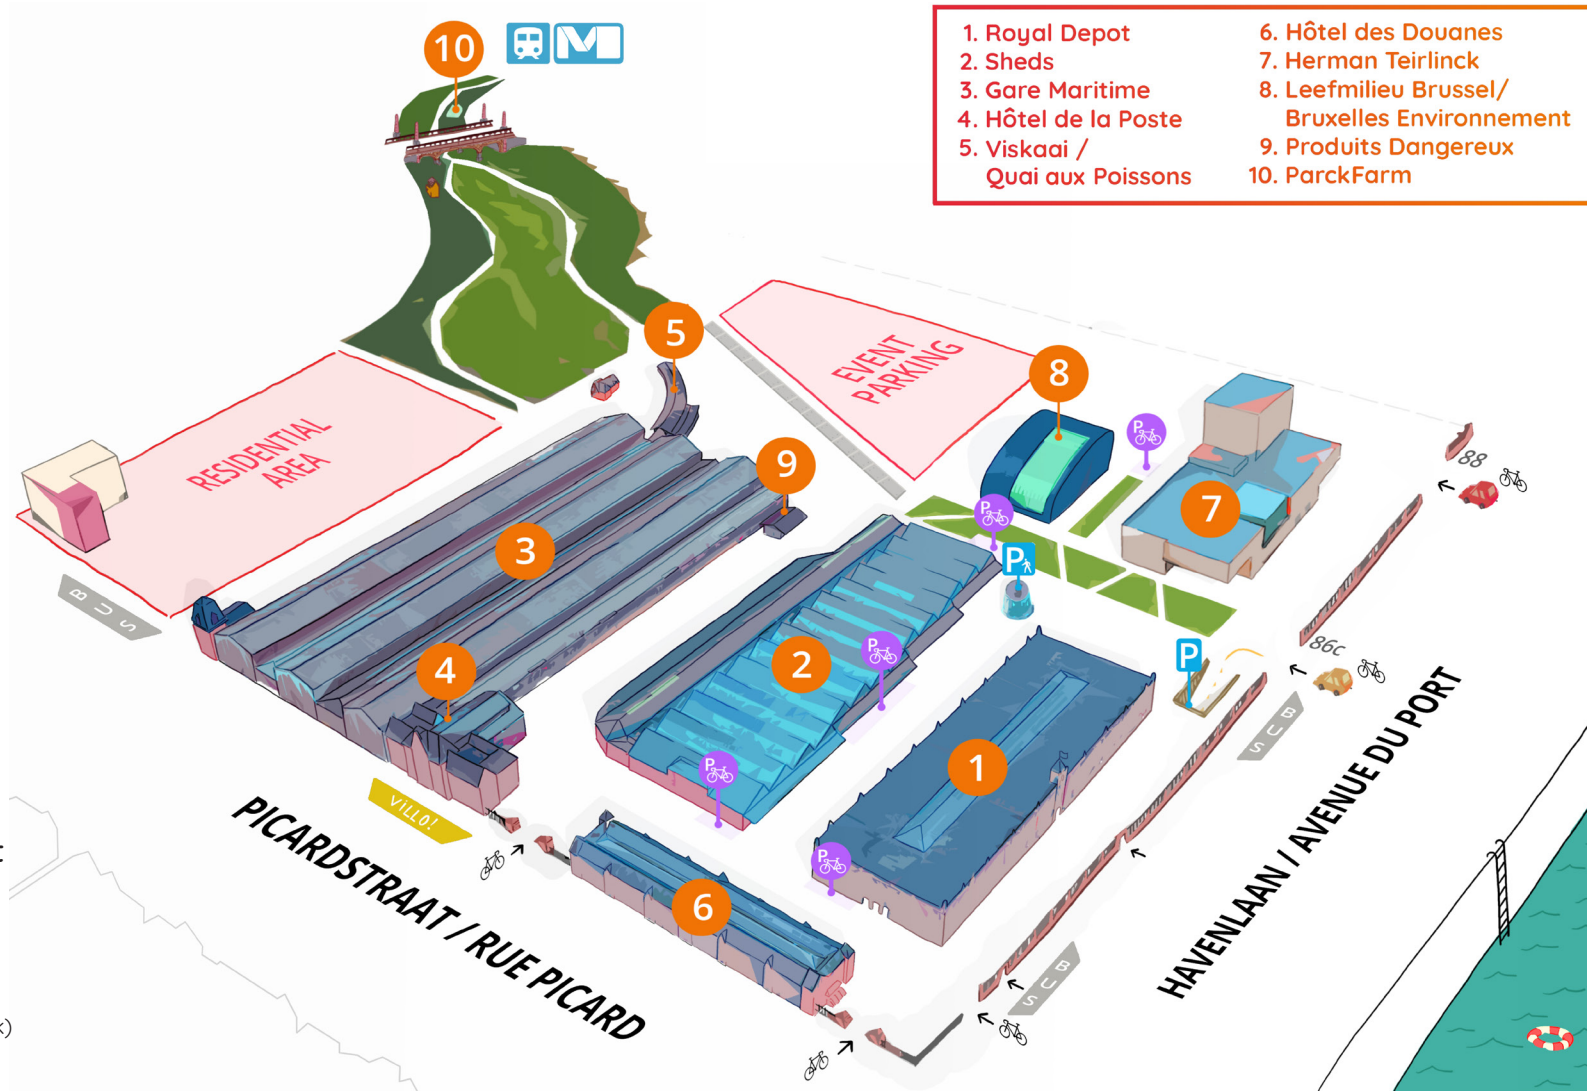 10
M
1. Royal Depot
2. Sheds
3. Gare Maritime
4. Hôtel de la Poste
5. Viskaai /
Quai aux Poissons
6. Hôtel des Douanes
7. Herman Teirlinck
8. Leefmilieu Brussel/
Bruxelles Environnement
9. Produits Dangereux
10. ParckFarm
5
EVENT
PARKING
8
P
88
RESIDENTIAL
AREA
9
7
P
3
P
BUS
86c
P
P
2
4
BUS
1
P
VILLO!
P
6
PICARDSTRAAT / RUE PICARD
HAVENLAAN / AVENUE DU PORT
BUS